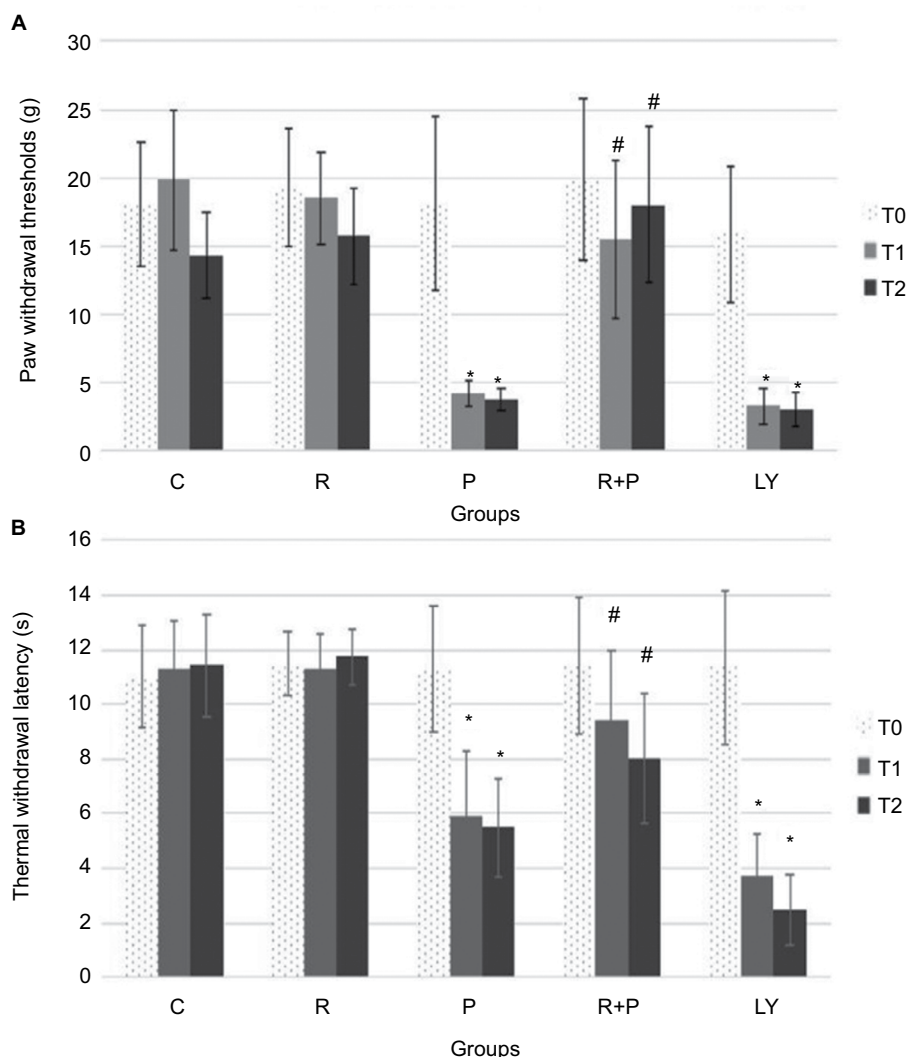 A
30
25
20
15
10
5
0
Paw withdrawal thresholds (g)
# #
* * * *
C R P R+P LY
Groups
T0
T1
T2
B
16
14
12
10
8
6
4
2
0
Thermal withdrawal latency (s)
# #
* * * *
C R P R+P LY
Groups
T0
T1
T2